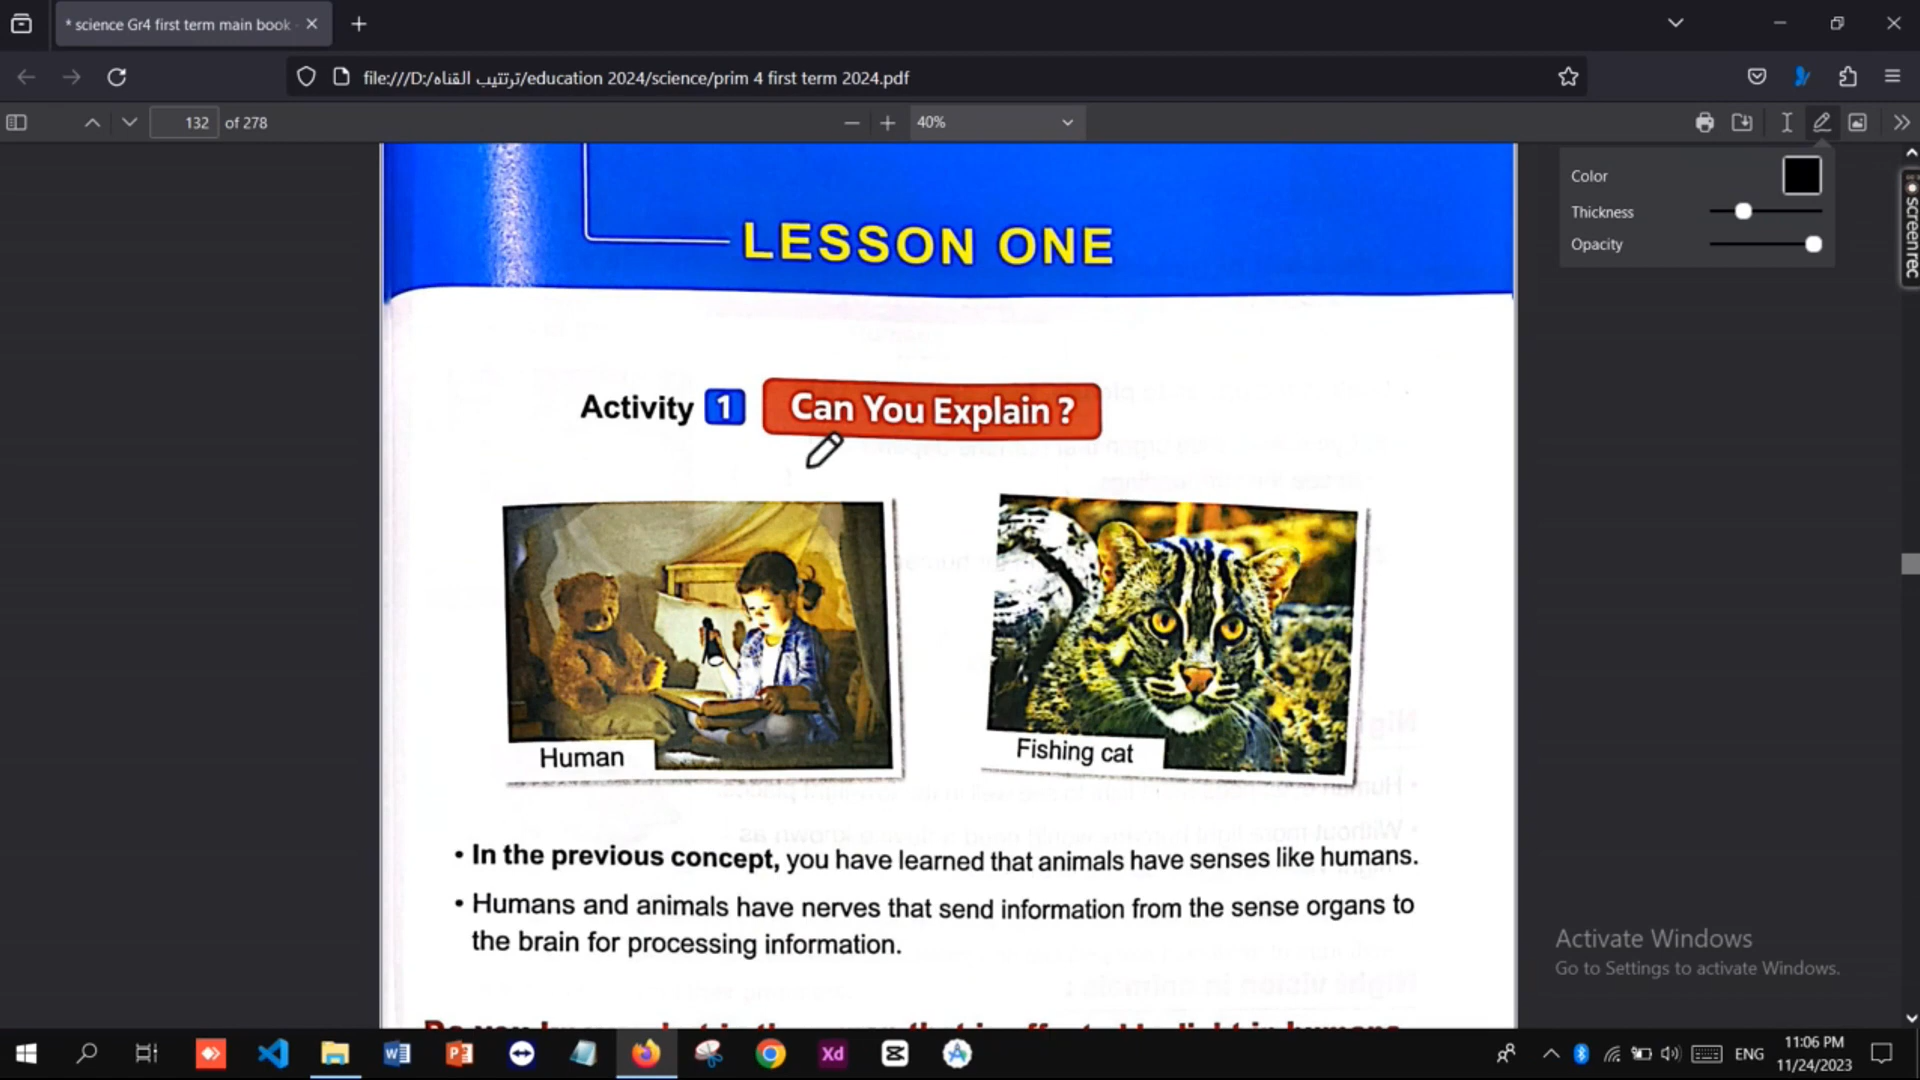 * science Gr4 first term main book
file:///D:/ترتتيب القناه/education 2024/science/prim 4 first term 2024.pdf
132 of 278
40%
Color
Thickness
Opacity
screenrec
LESSON ONE
Activity 1 Can You Explain ?
Human
Fishing cat
• In the previous concept, you have learned that animals have senses like humans.
• Humans and animals have nerves that send information from the sense organs to
the brain for processing information.
Activate Windows
Go to Settings to activate Windows.
Xd
ENG
11:06 PM
11/24/2023